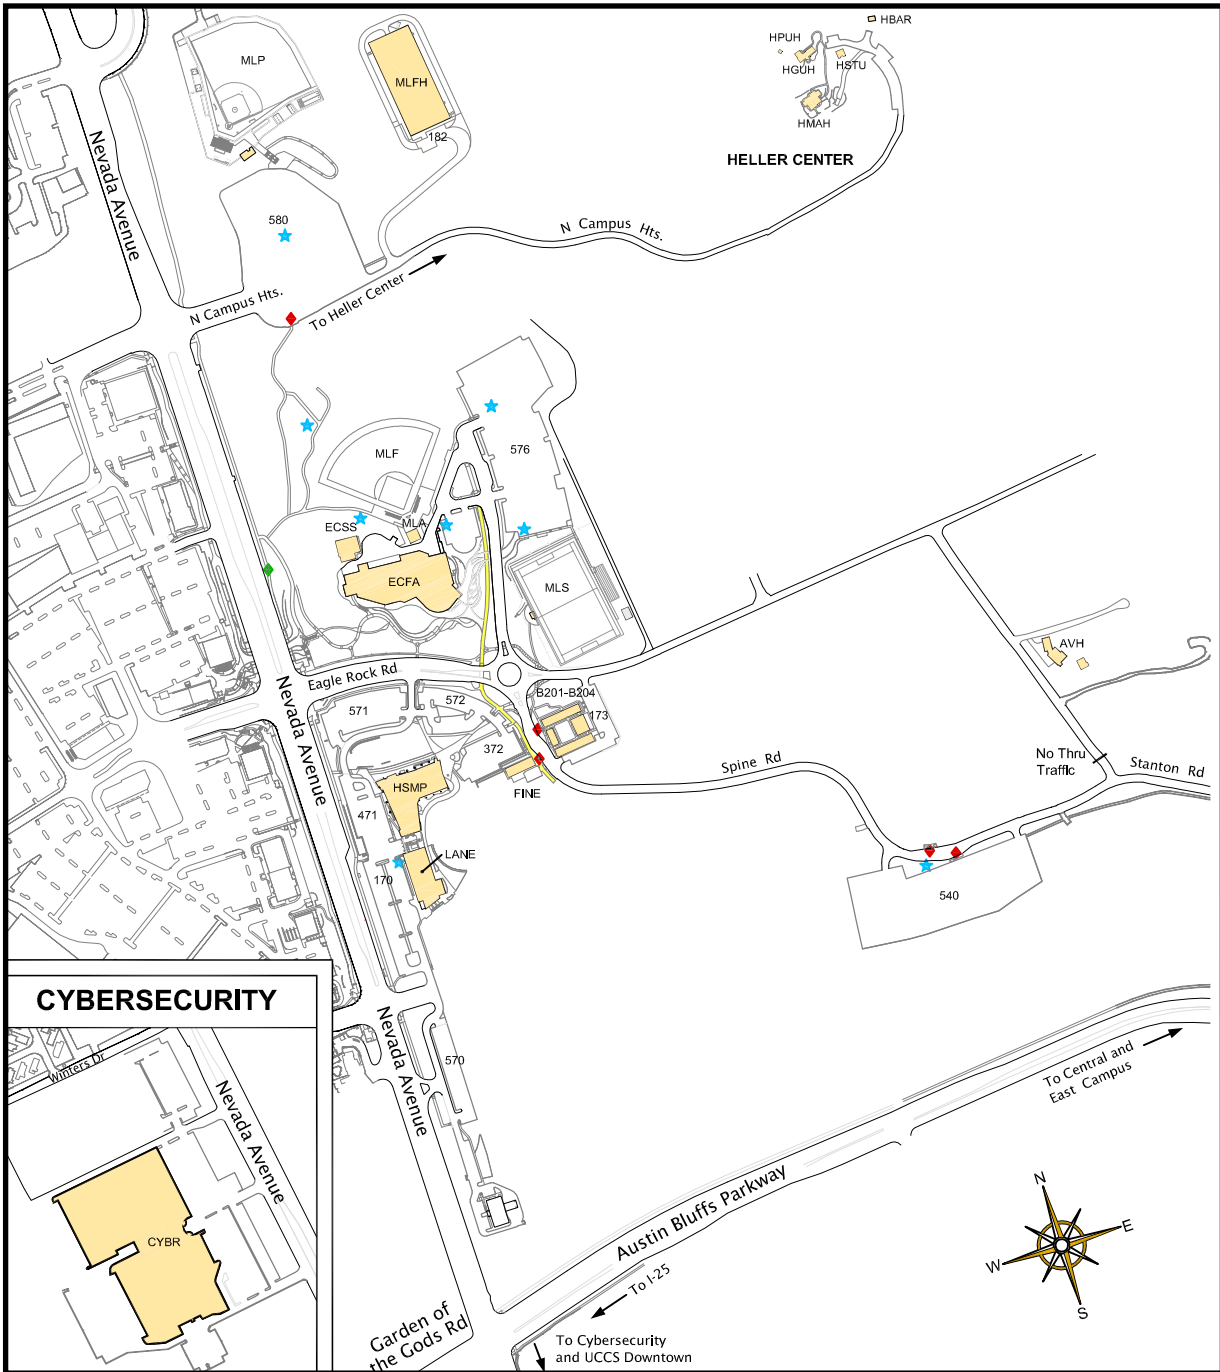 HBAR
HPUH
HGUH
HSTU
HMAH
HELLER CENTER
MLP
MLFH
182
Nevada Avenue
580
N Campus Hts.
N Campus Hts.
To Heller Center
MLF
576
ECSS
MLA
ECFA
MLS
AVH
Eagle Rock Rd
B201-B204
173
571
572
372
Nevada Avenue
HSMP
FINE
Spine Rd
No Thru
Traffic
Stanton Rd
471
LANE
170
540
CYBERSECURITY
Winters Dr
Nevada Avenue
CYBR
Nevada Avenue
570
To Central and
East Campus
Austin Bluffs Parkway
To I-25
Garden of
the Gods Rd
To Cybersecurity
and UCCS Downtown
N
E
W
S